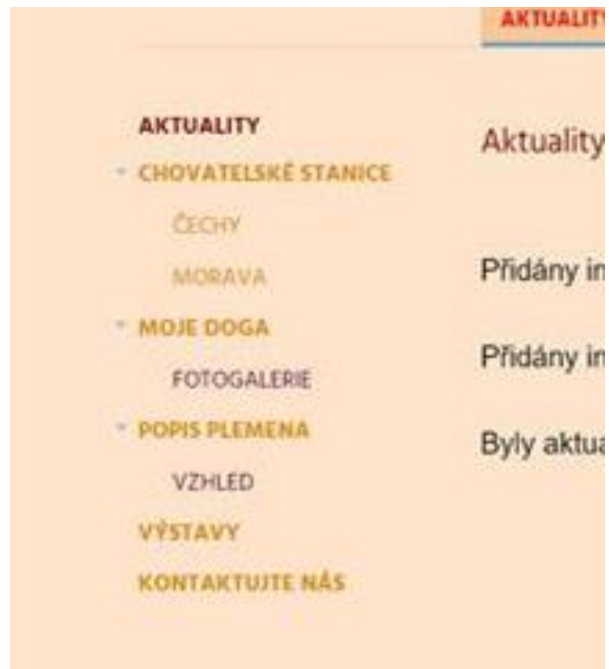 AKTUALITY
AKTUALITY
CHOVATELSKÉ STANICE
ČECHY
MORAVA
MOJE DOGA
FOTOGALERIE
POPIS PLEMENA
VZHLED
VÝSTAVY
KONTAKTUJTE NÁS
Aktuality
Přidány in
Přidány in
Byly aktua